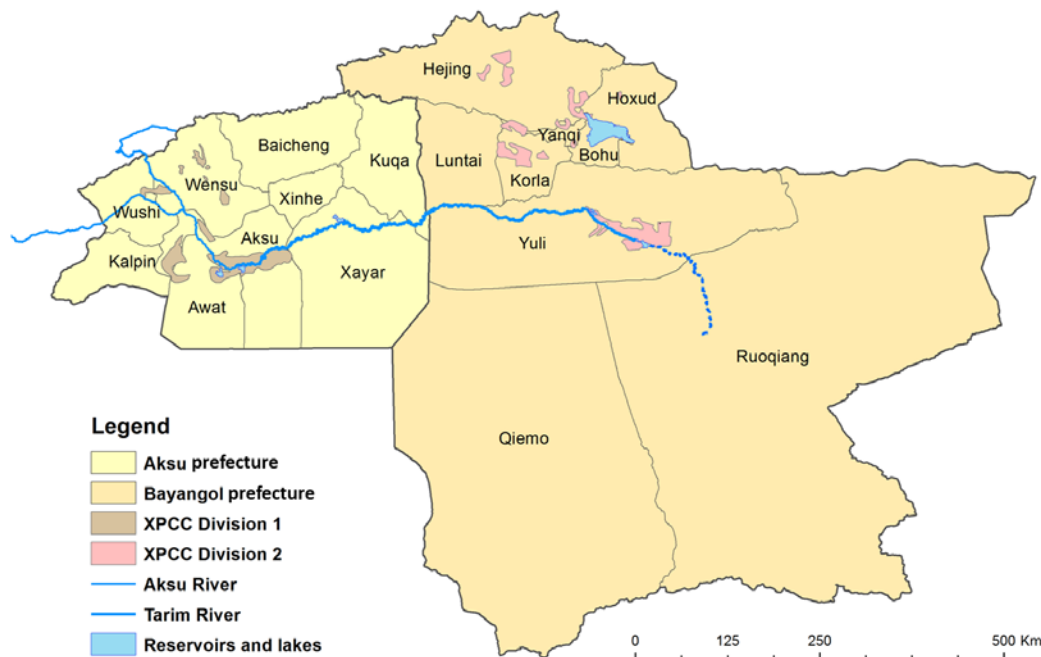 Hejing
Hoxud
Baicheng
Yanqi
Kuqa
Luntai
Bohu
Wensu
Korla
Xinhe
Wushi
Aksu
Yuli
Kalpin
Xayar
Awat
Ruoqiang
Qiemo
Legend
Aksu prefecture
Bayangol prefecture
XPCC Division 1
XPCC Division 2
Aksu River
Tarim River
Reservoirs and lakes
0 125 250 500 Km